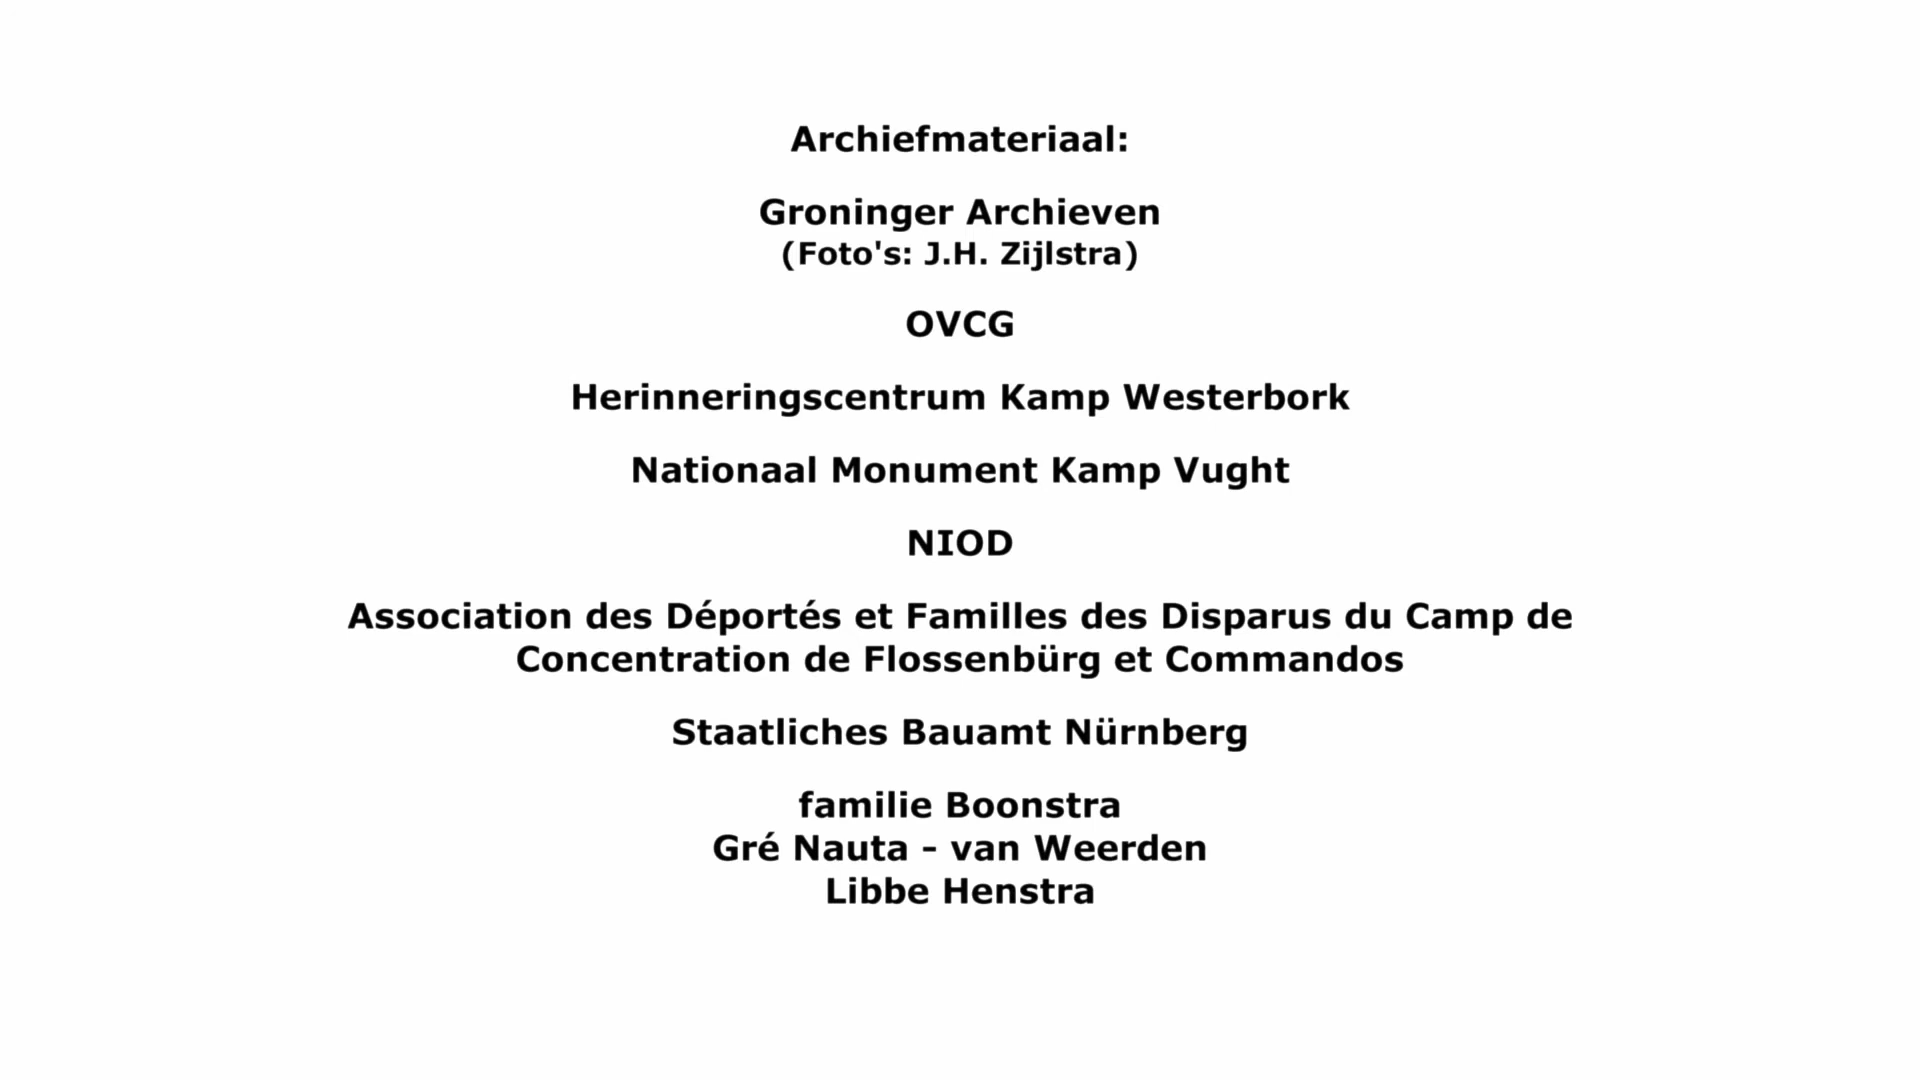 Archiefmateriaal:
Groninger Archieven
(Foto's: J.H. Zijlstra)
OVCG
Herinneringscentrum Kamp Westerbork
Nationaal Monument Kamp Vught
NIOD
Association des Déportés et Familles des Disparus du Camp de
Concentration de Flossenbürg et Commandos
Staatliches Bauamt Nürnberg
familie Boonstra
Gré Nauta - van Weerden
Libbe Henstra